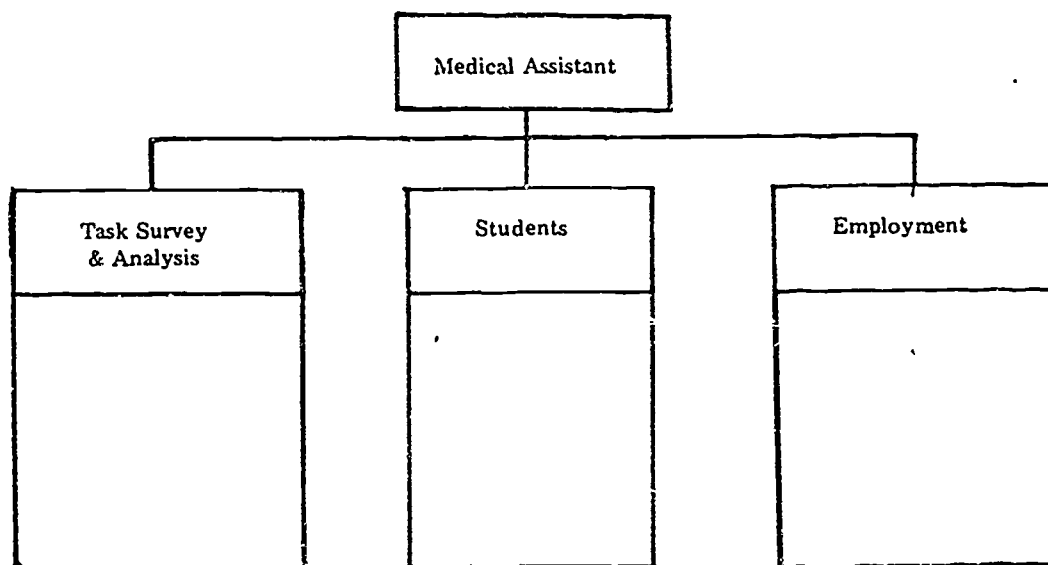 Medical Assistant
Task Survey
& Analysis
Students
Employment